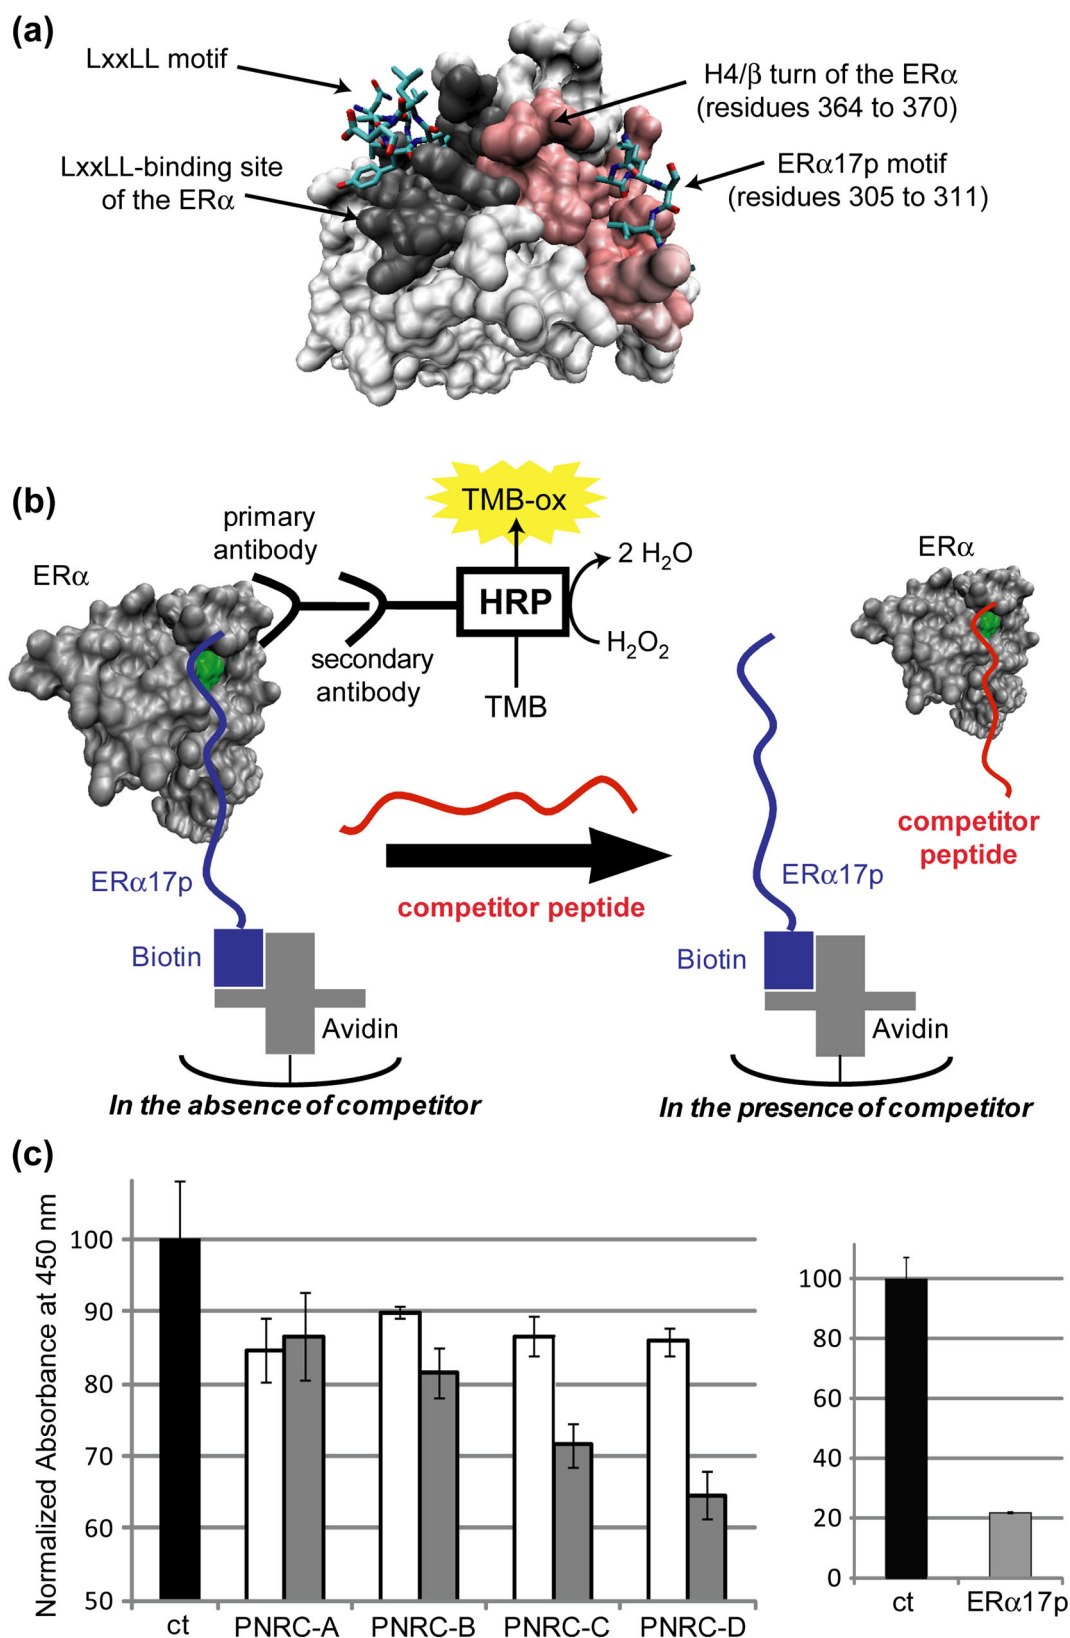 (a)
LxxLL motif
LxxLL-binding site
of the ERα
H4/β turn of the ERα
(residues 364 to 370)
ERα17p motif
(residues 305 to 311)
(b)
primary
antibody
ERα
TMB-ox
HRP
2 H₂O
H₂O₂
secondary
antibody
TMB
ERα
competitor
peptide
ERα17p
competitor peptide
ERα17p
Biotin
Avidin
Biotin
Avidin
In the absence of competitor
In the presence of competitor
(c)
Normalized Absorbance at 450 nm
100
90
80
70
60
50
ct
PNRC-A
PNRC-B
PNRC-C
PNRC-D
100
80
60
40
20
0
ct
ERα17p